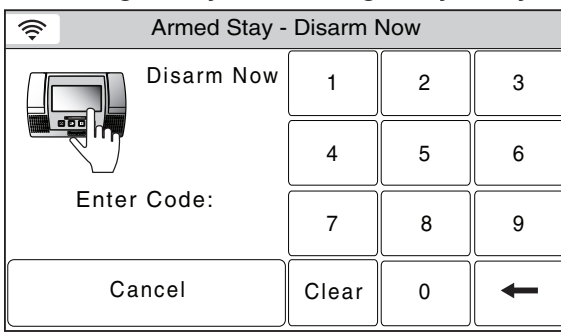 Armed Stay - Disarm Now
Disarm Now
Enter Code:
1 2 3
4 5 6
7 8 9
Cancel Clear 0